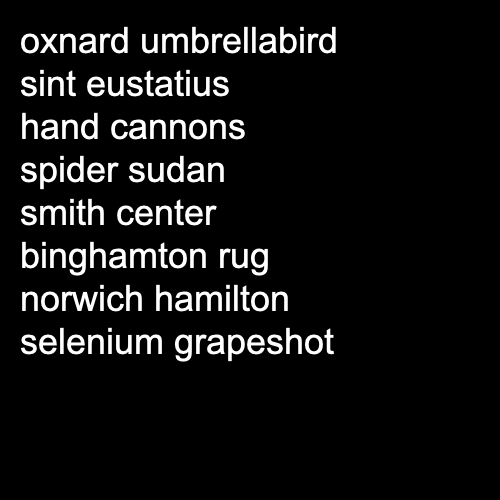 oxnard umbrellabird
sint eustatius
hand cannons
spider sudan
smith center
binghamton rug
norwich hamilton
selenium grapeshot